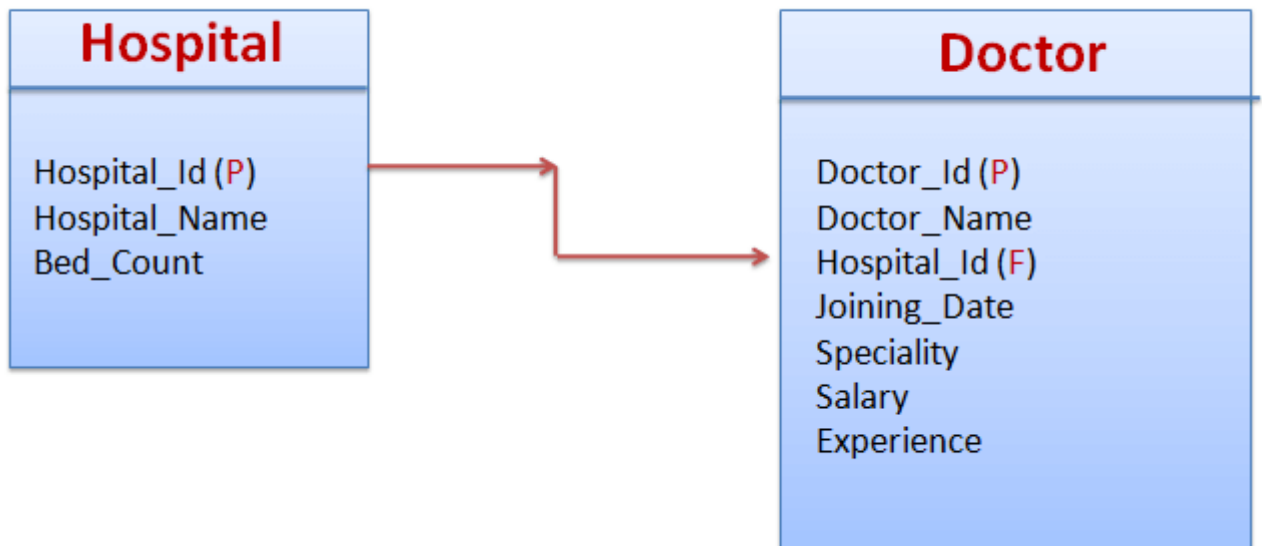 Hospital
Hospital_Id (P)
Hospital_Name
Bed_Count
Doctor
Doctor_Id (P)
Doctor_Name
Hospital_Id (F)
Joining_Date
Speciality
Salary
Experience